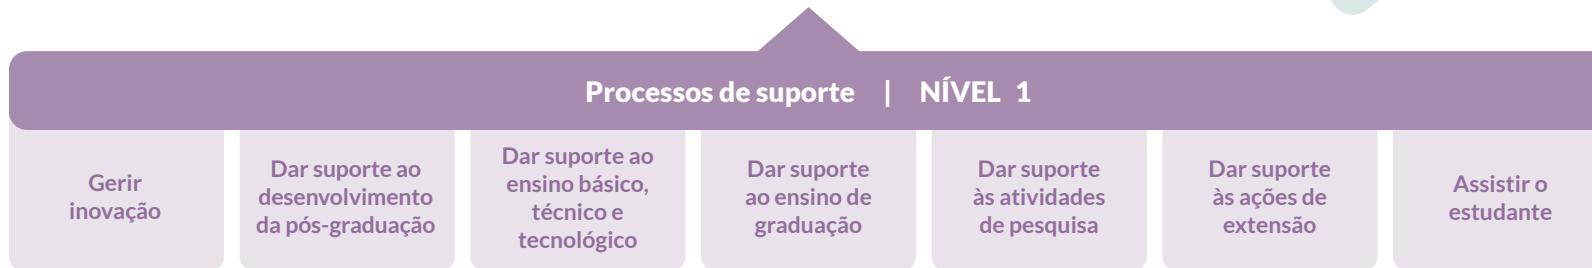 Processos de suporte | NÍVEL 1
Gerir
inovação
Dar suporte ao
desenvolvimento
da pós-graduação
Dar suporte ao
ensino básico,
técnico e
tecnológico
Dar suporte
ao ensino de
graduação
Dar suporte
às atividades
de pesquisa
Dar suporte
às ações de
extensão
Assistir o
estudante